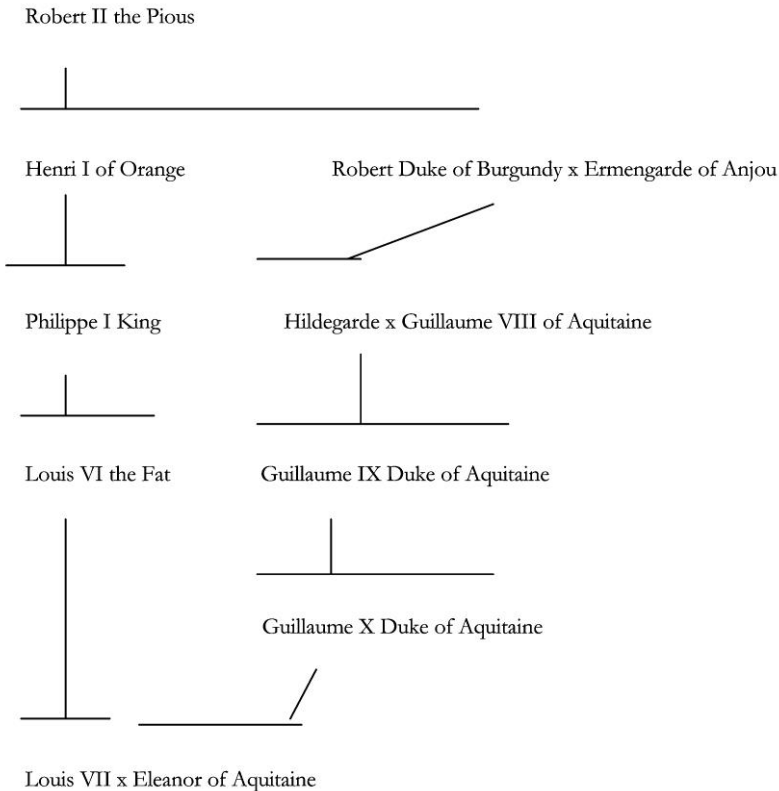 Robert II the Pious
Henri I of Orange
Robert Duke of Burgundy x Ermengarde of Anjou
Philippe I King
Hildegarde x Guillaume VIII of Aquitaine
Louis VI the Fat
Guillaume IX Duke of Aquitaine
Guillaume X Duke of Aquitaine
Louis VII x Eleanor of Aquitaine